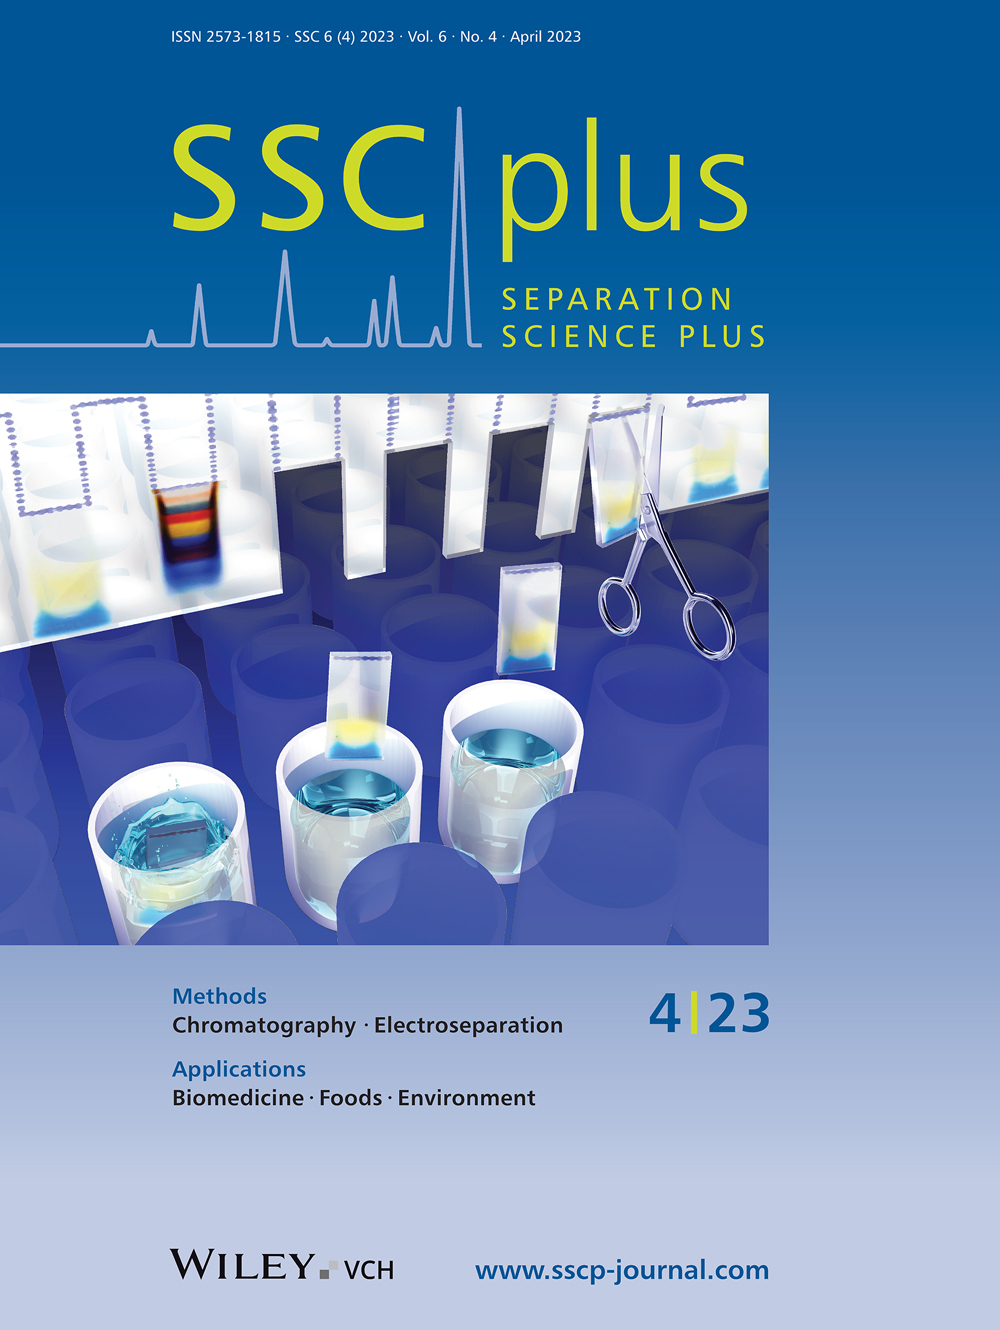 ISSN 2573-1815 · SSC 6 (4) 2023 · Vol. 6 · No. 4 · April 2023
SSC plus
SEPARATION
SCIENCE PLUS
Methods
Chromatography · Electroseparation
4|23
Applications
Biomedicine · Foods · Environment
WILEY VCH
www.sscp-journal.com